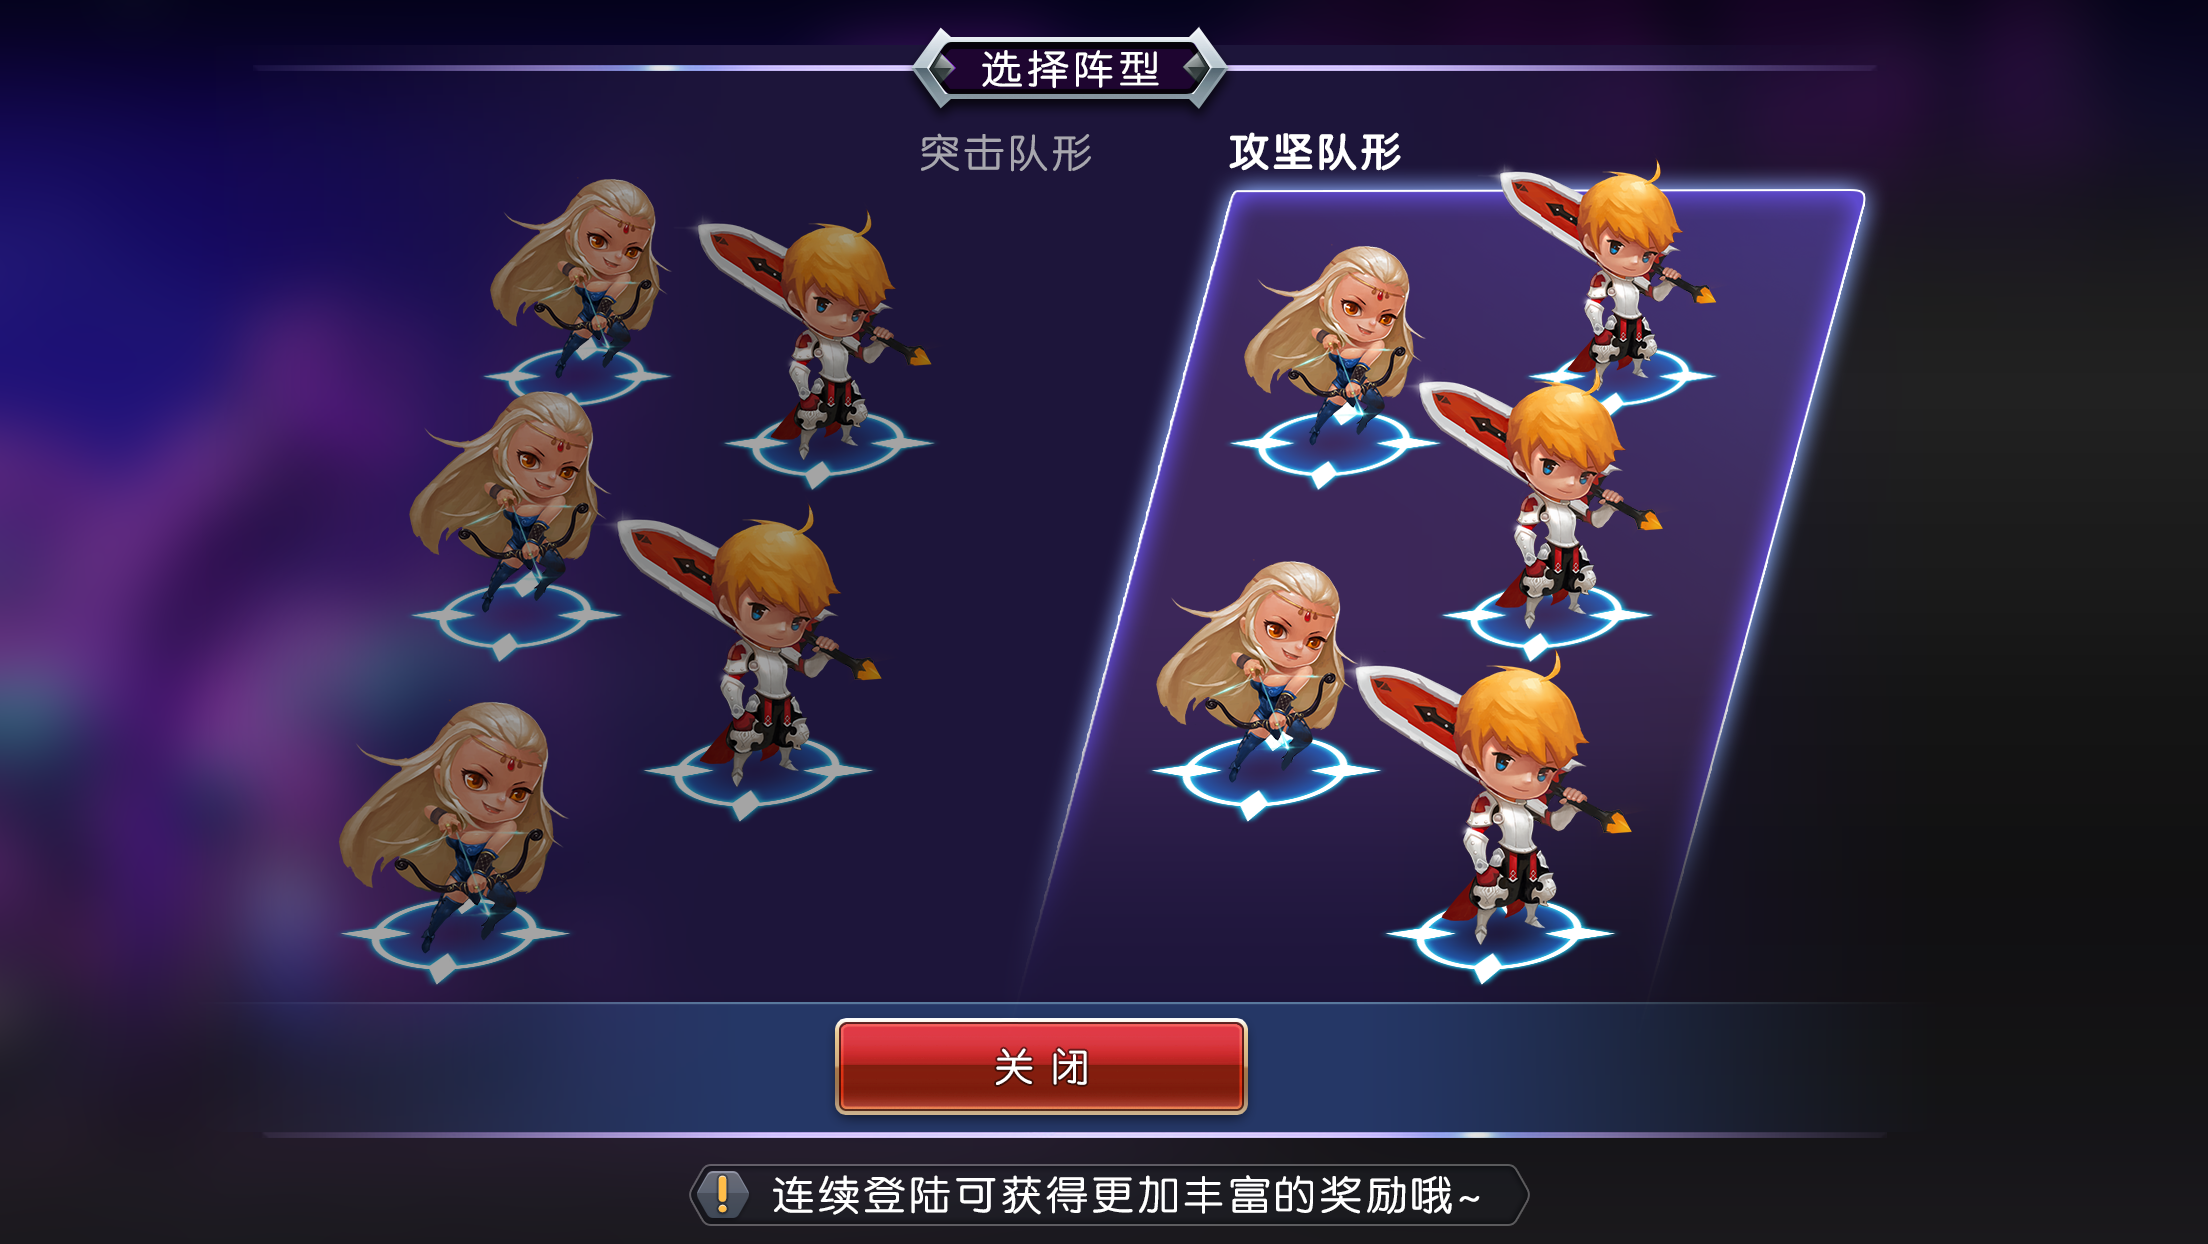 选择阵型
突击队形
攻坚队形
关闭
连续登陆可获得更加丰富的奖励哦~